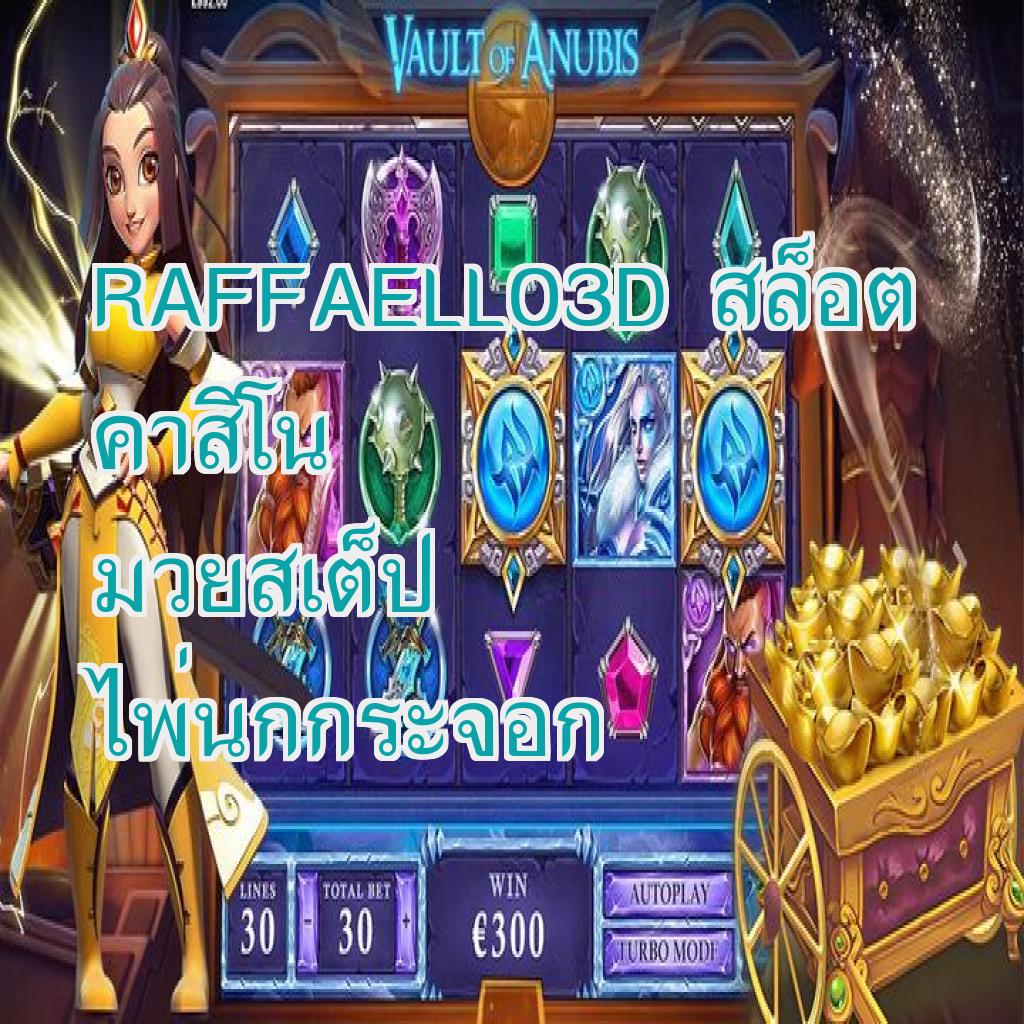 VAULT OF ANUBIS
RAFFAELLO3D สล็อต
คาสิโน
มวยสเต็ป
ไพ่นกกระจอก
LINES
30
TOTAL BET
- 30 +
WIN
€300
AUTOPLAY
TURBO MODE